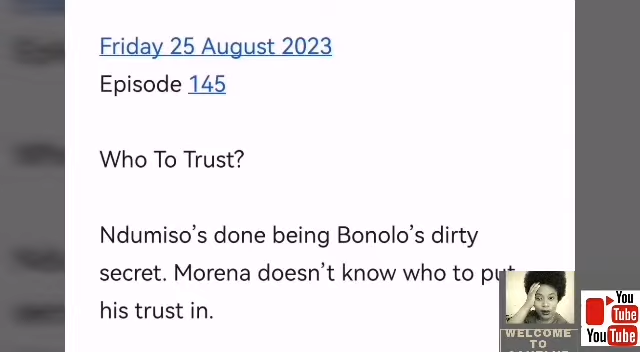 Friday 25 August 2023
Episode 145
Who To Trust?
Ndumiso’s done being Bonolo’s dirty
secret. Morena doesn’t know who to put
his trust in.
WELCOME
TO
You
Tube
YouTube